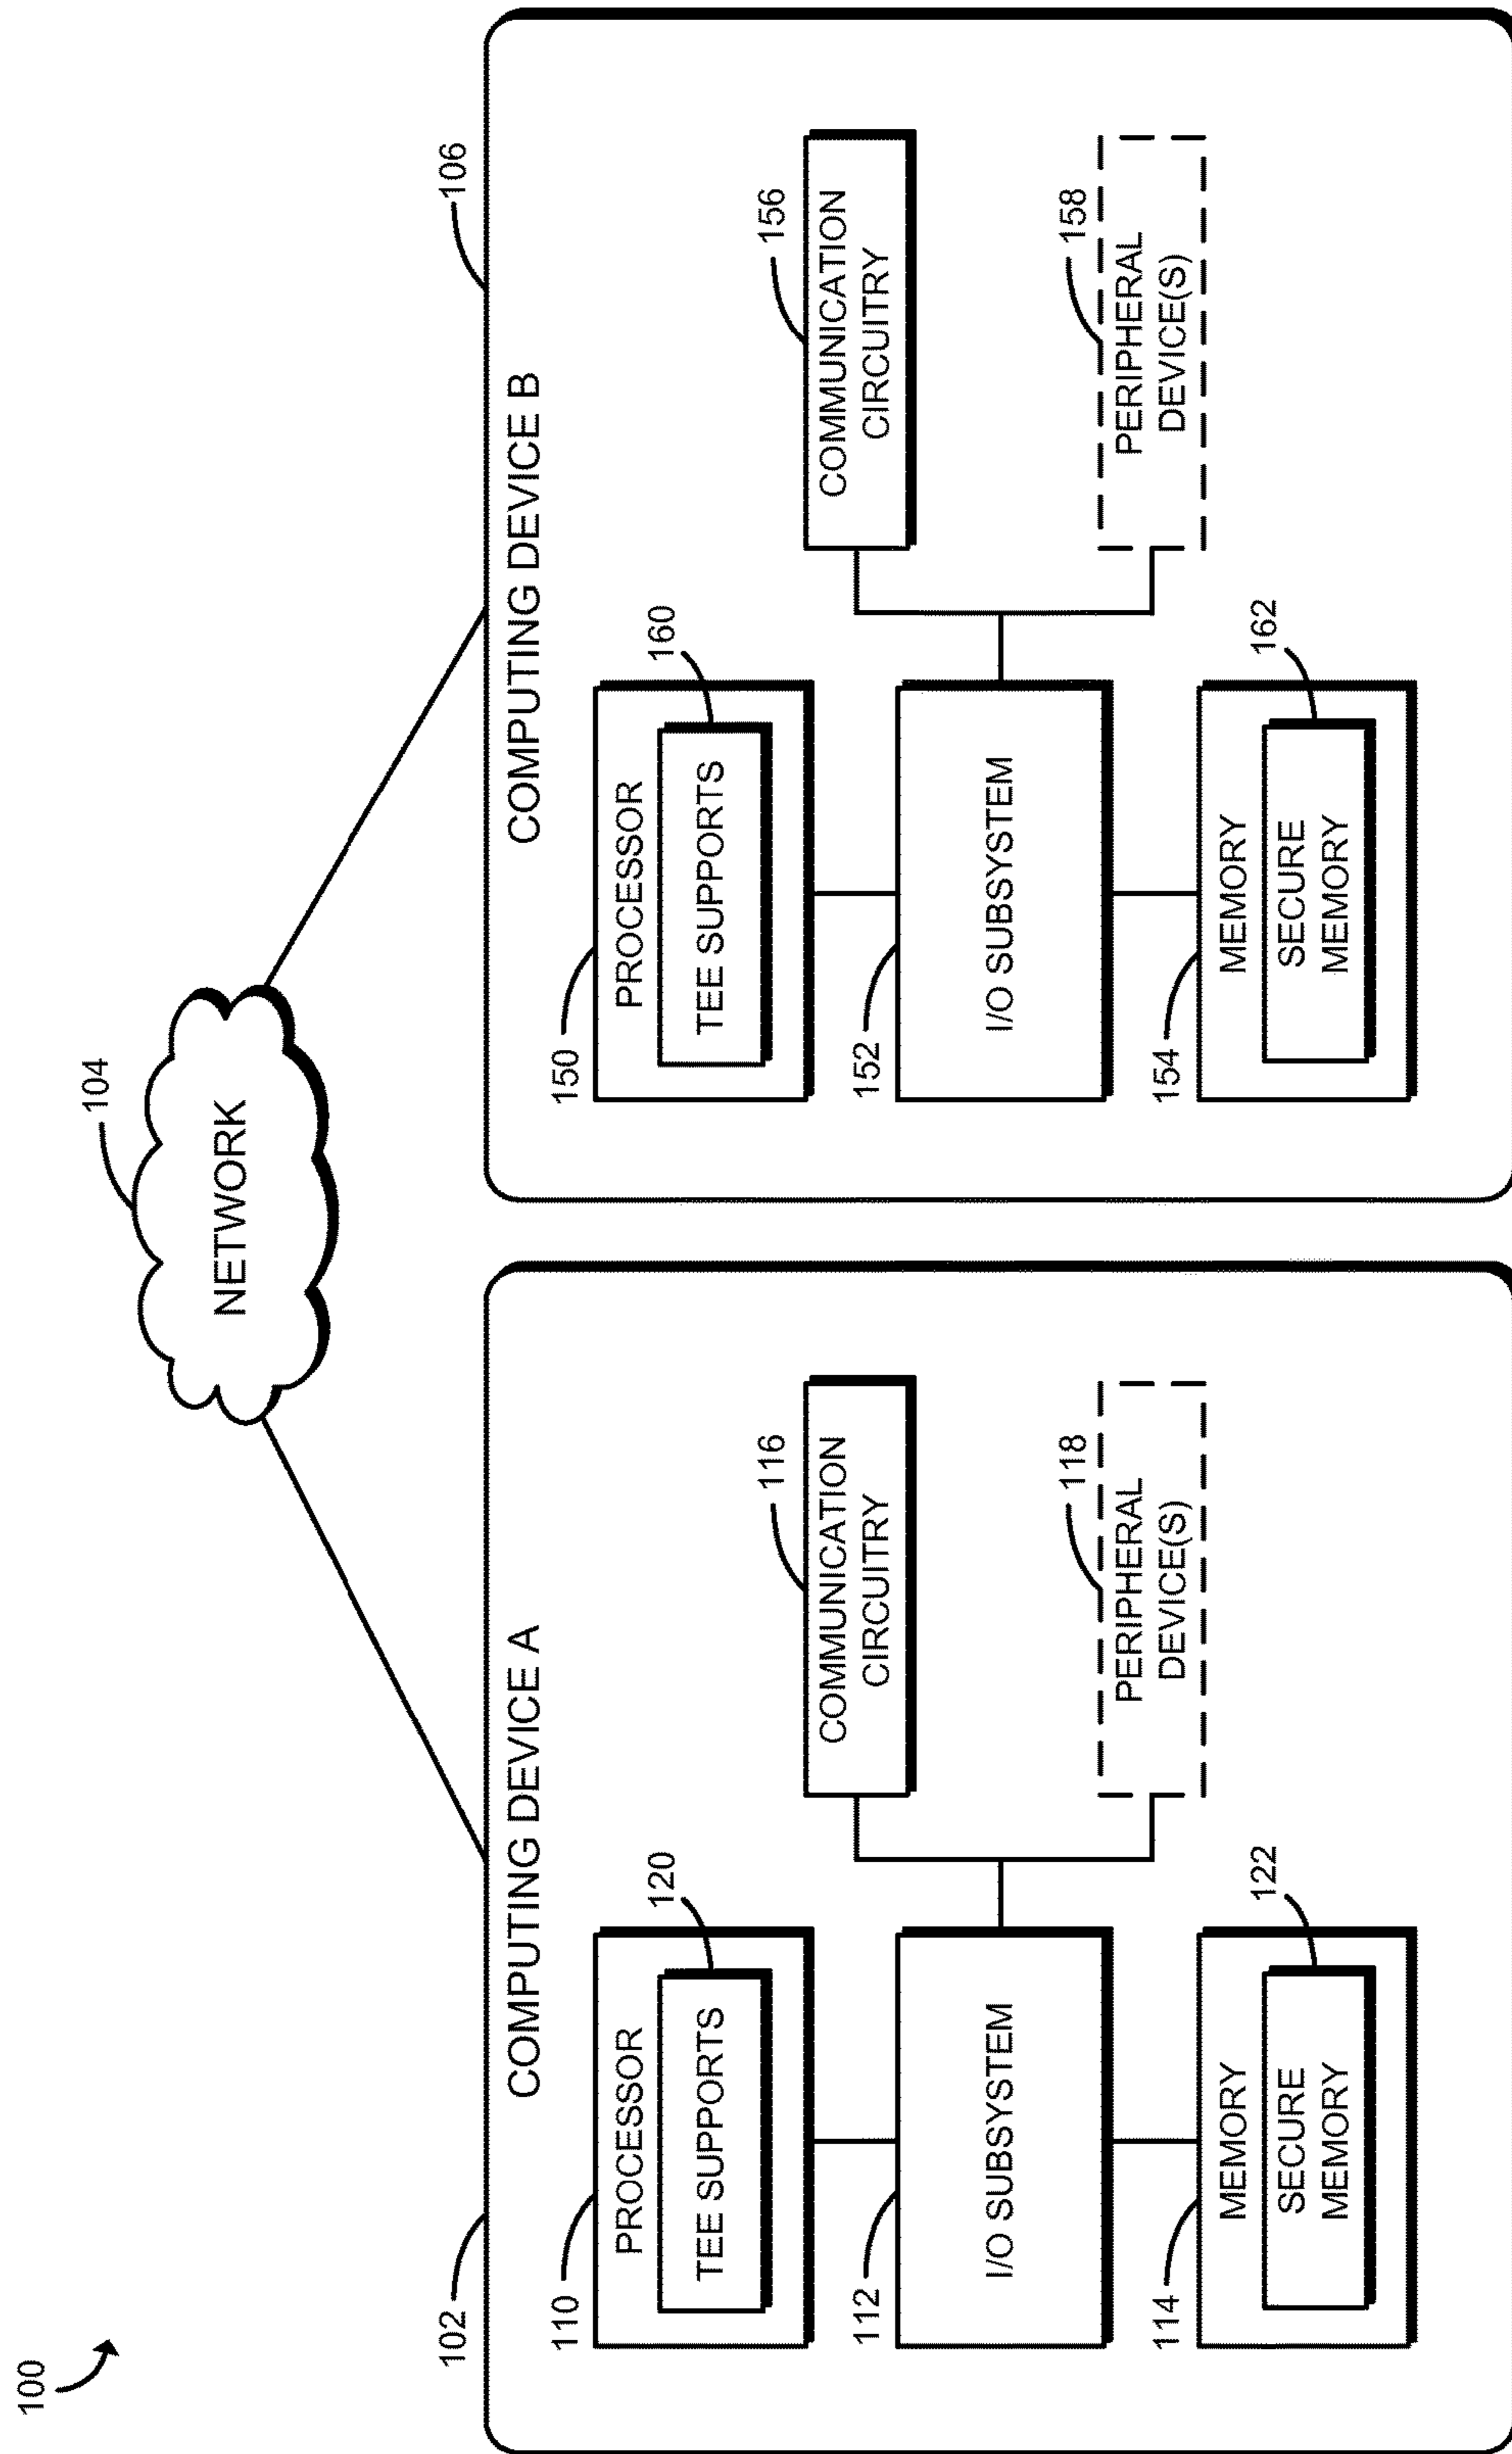 100
104
NETWORK
102
COMPUTING DEVICE A
110
PROCESSOR
TEE SUPPORTS
120
112
I/O SUBSYSTEM
116
COMMUNICATION
CIRCUITRY
118
PERIPHERAL
DEVICE(S)
114
MEMORY
SECURE
MEMORY
122
106
COMPUTING DEVICE B
150
PROCESSOR
TEE SUPPORTS
160
152
I/O SUBSYSTEM
156
COMMUNICATION
CIRCUITRY
158
PERIPHERAL
DEVICE(S)
154
MEMORY
SECURE
MEMORY
162